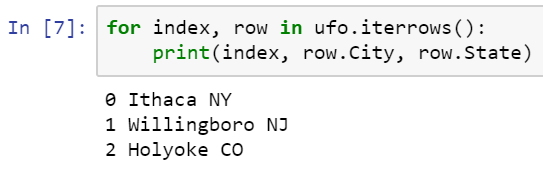 In [7]: for index, row in ufo.iterrows():
    print(index, row.City, row.State)
0 Ithaca NY
1 Willingboro NJ
2 Holyoke CO